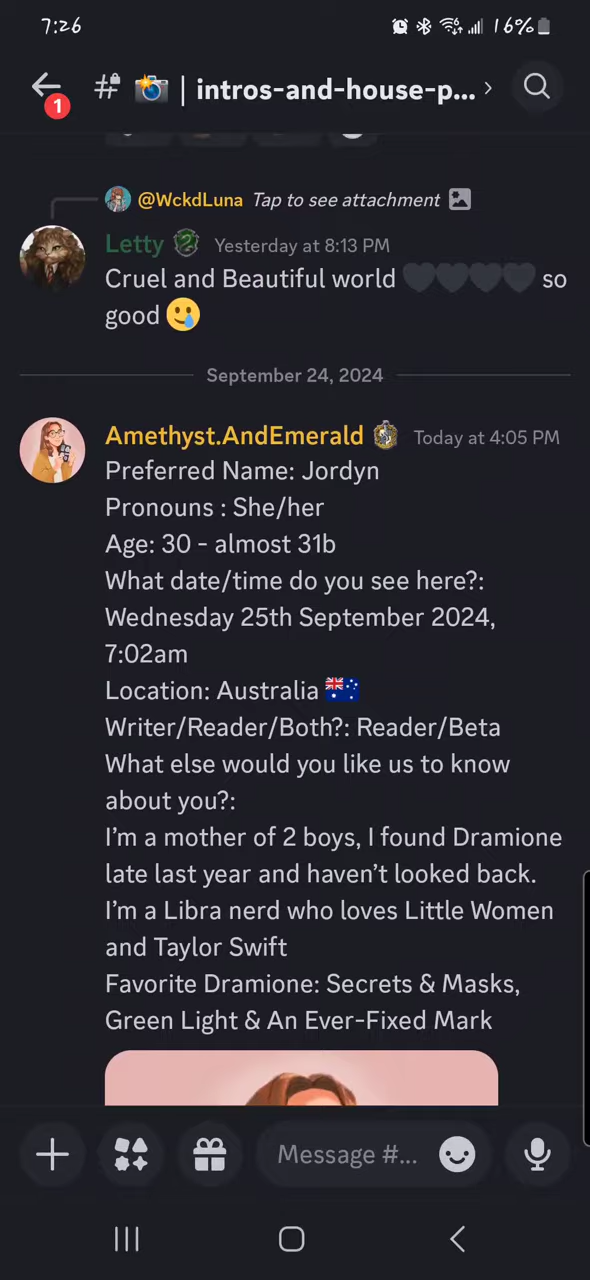 7:26
16%
# 📸 | intros-and-house-p... ›
1
@WckdLuna Tap to see attachment
Letty Yesterday at 8:13 PM
Cruel and Beautiful world 🖤🖤🖤🖤 so
good 🥲
September 24, 2024
Amethyst.AndEmerald Today at 4:05 PM
Preferred Name: Jordyn
Pronouns : She/her
Age: 30 - almost 31b
What date/time do you see here?:
Wednesday 25th September 2024,
7:02am
Location: Australia 🇦🇺
Writer/Reader/Both?: Reader/Beta
What else would you like us to know
about you?:
I'm a mother of 2 boys, I found Dramione
late last year and haven't looked back.
I'm a Libra nerd who loves Little Women
and Taylor Swift
Favorite Dramione: Secrets & Masks,
Green Light & An Ever-Fixed Mark
Message #...